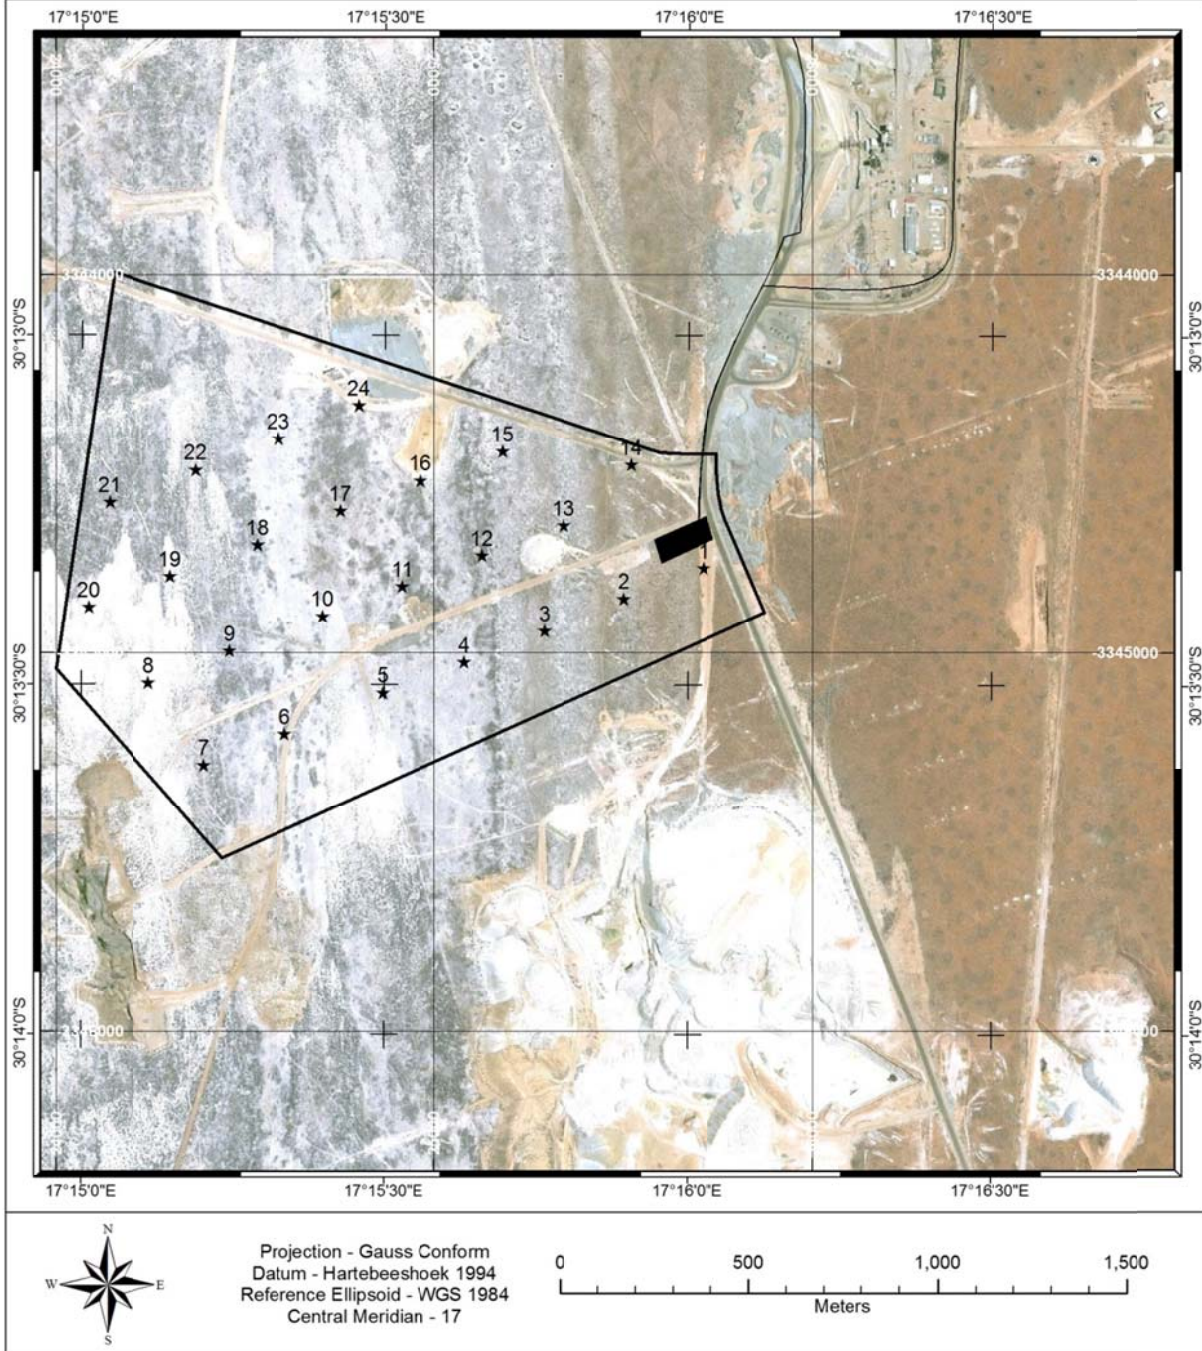 17°15'0"E 17°15'30"E 17°16'0"E 17°16'30"E
-3344000 -3344000
30°13'0"S 30°13'0"S
24
23
15
14
22
16
21
17
13
18
12
19
11
1
20
10
2
3
9
4
-3345000
8
5
30°13'30"S 30°13'30"S
6
7
30°14'0"S 30°14'0"S
17°15'0"E 17°15'30"E 17°16'0"E 17°16'30"E
N
W E
S
Projection - Gauss Conform
Datum - Hartebeeshoek 1994
Reference Ellipsoid - WGS 1984
Central Meridian - 17
0 500 1,000 1,500
Meters